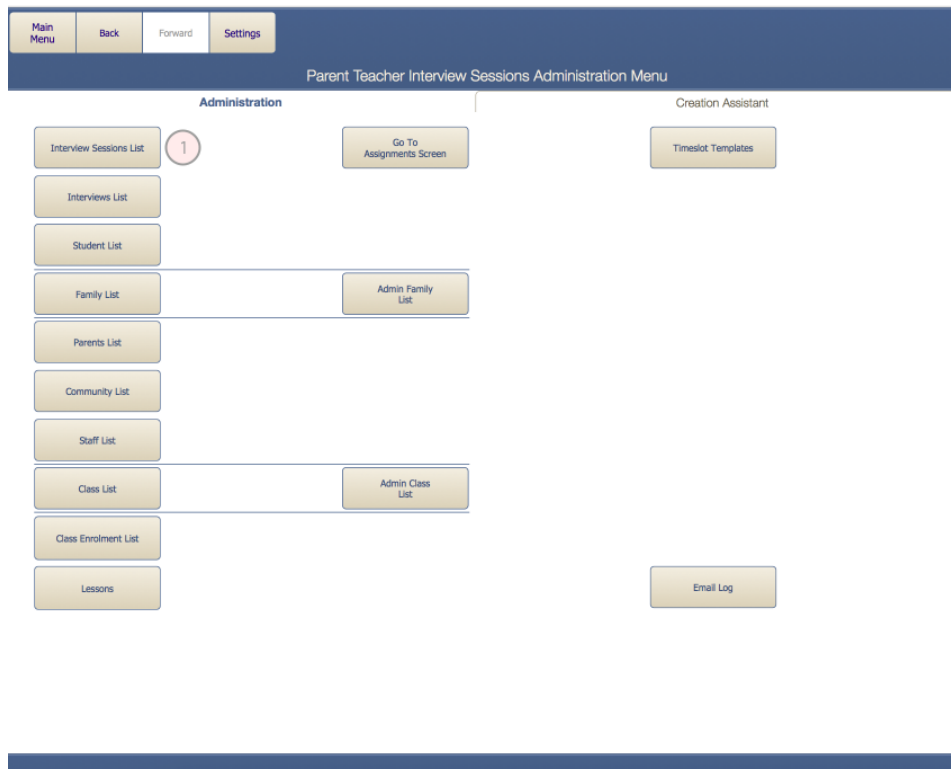 Main
Menu
Back
Forward
Settings
Parent Teacher Interview Sessions Administration Menu
Administration
Creation Assistant
Interview Sessions List
1
Go To
Assignments Screen
Timeslot Templates
Interviews List
Student List
Family List
Admin Family
List
Parents List
Community List
Staff List
Class List
Admin Class
List
Class Enrolment List
Lessons
Email Log